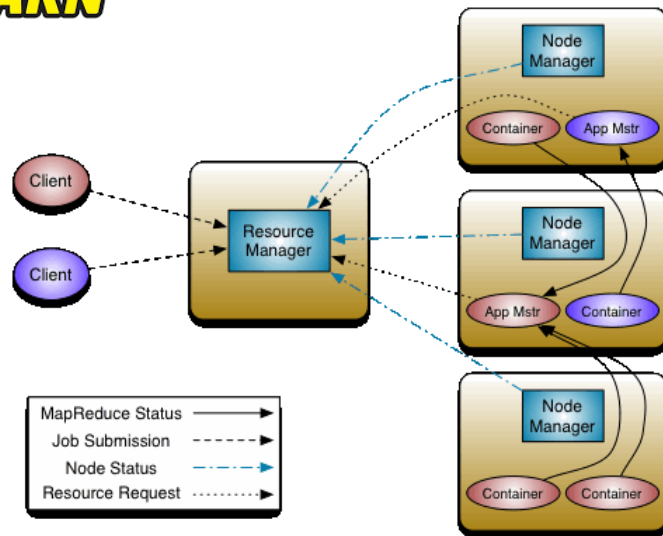 Node
Manager
Container
App Mstr
Client
Resource
Manager
Node
Manager
Client
App Mstr
Container
Node
Manager
MapReduce Status
Job Submission
Node Status
Resource Request
Container
Container